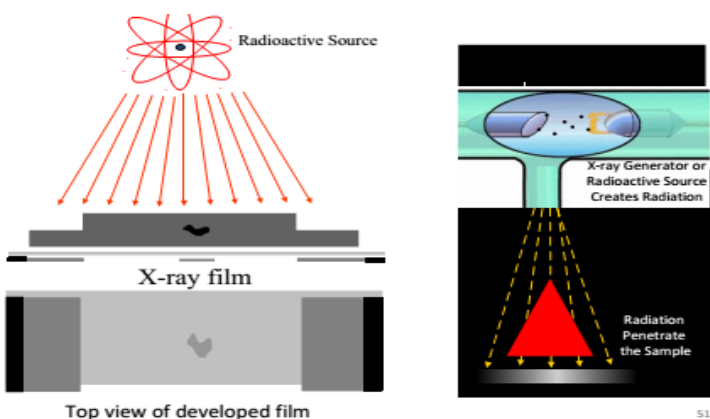 Radioactive Source
X-ray film
Top view of developed film
X-ray Generator or
Radioactive Source
Creates Radiation
Radiation
Penetrate
the Sample
51